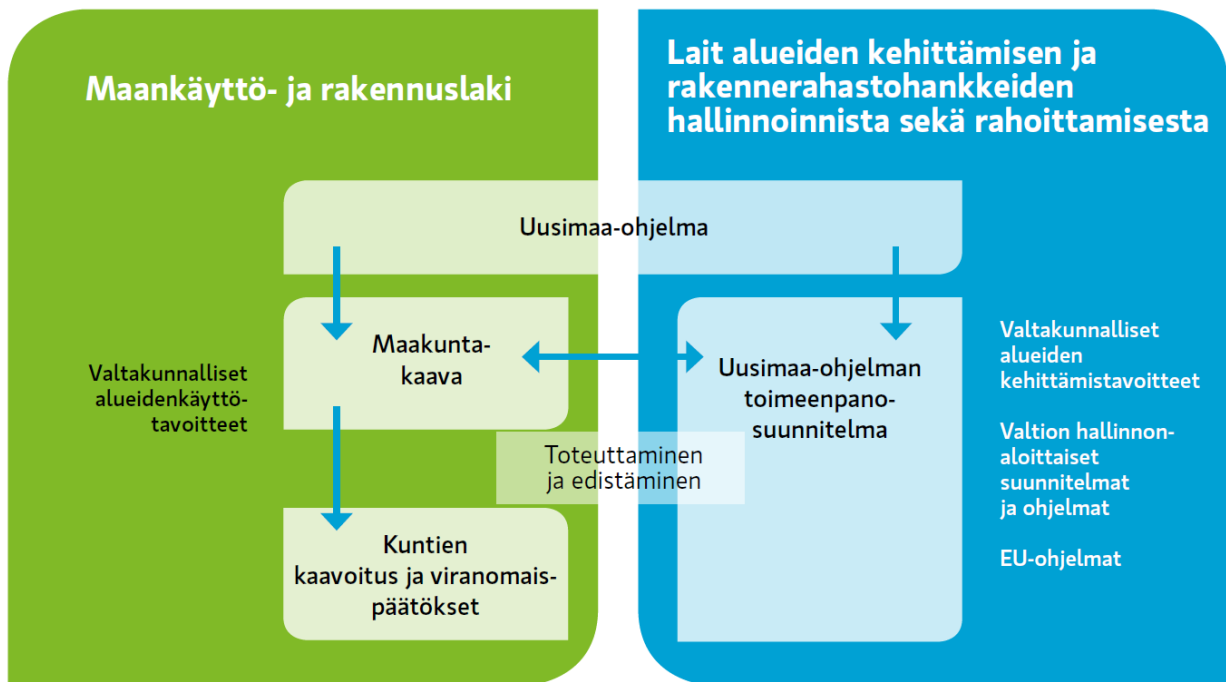 Maankäyttö- ja rakennuslaki
Lait alueiden kehittämisen ja
rakennerahastohankkeiden
hallinnoinnista sekä rahoittamisesta
Uusimaa-ohjelma
Valtakunnalliset
alueidenkäyttö-
tavoitteet
Maakunta-
kaava
Uusimaa-ohjelman
toimeenpano-
suunnitelma
Toteuttaminen
ja edistäminen
Kuntien
kaavoitus ja viranomais-
päätökset
Valtakunnalliset
alueiden
kehittämistavoitteet
Valtion hallinnon-
aloittaiset
suunnitelmat
ja ohjelmat
EU-ohjelmat